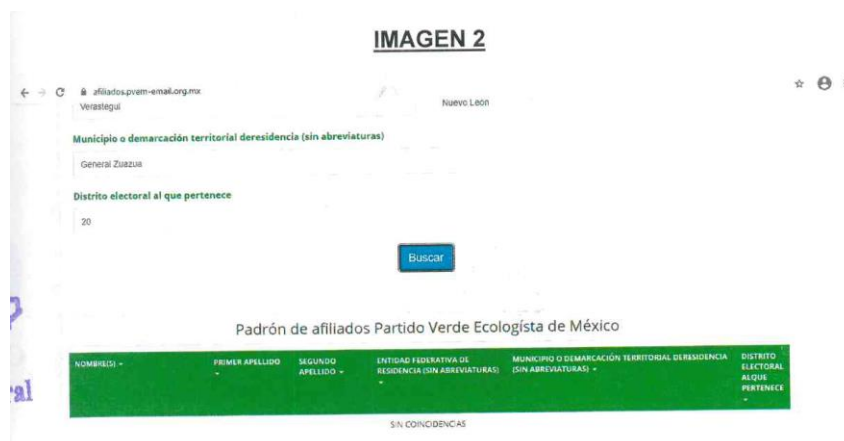 IMAGEN 2
afiliados.pvem-email.org.mx
Verastegui
Nuevo Leon
Municipio o demarcación territorial deresidencia (sin abreviaturas)
General Zuazua
Distrito electoral al que pertenece
20
Buscar
Padrón de afiliados Partido Verde Ecologista de México
NOMBRE(S) PRIMER APELLIDO SEGUNDO APELLIDO ENTIDAD FEDERATIVA DE RESIDENCIA (SIN ABREVIATURAS) MUNICIPIO O DEMARCACIÓN TERRITORIAL DERESIDENCIA (SIN ABREVIATURAS) DISTRITO ELECTORAL ALQUE PERTENECE
SIN COINCIDENCIAS